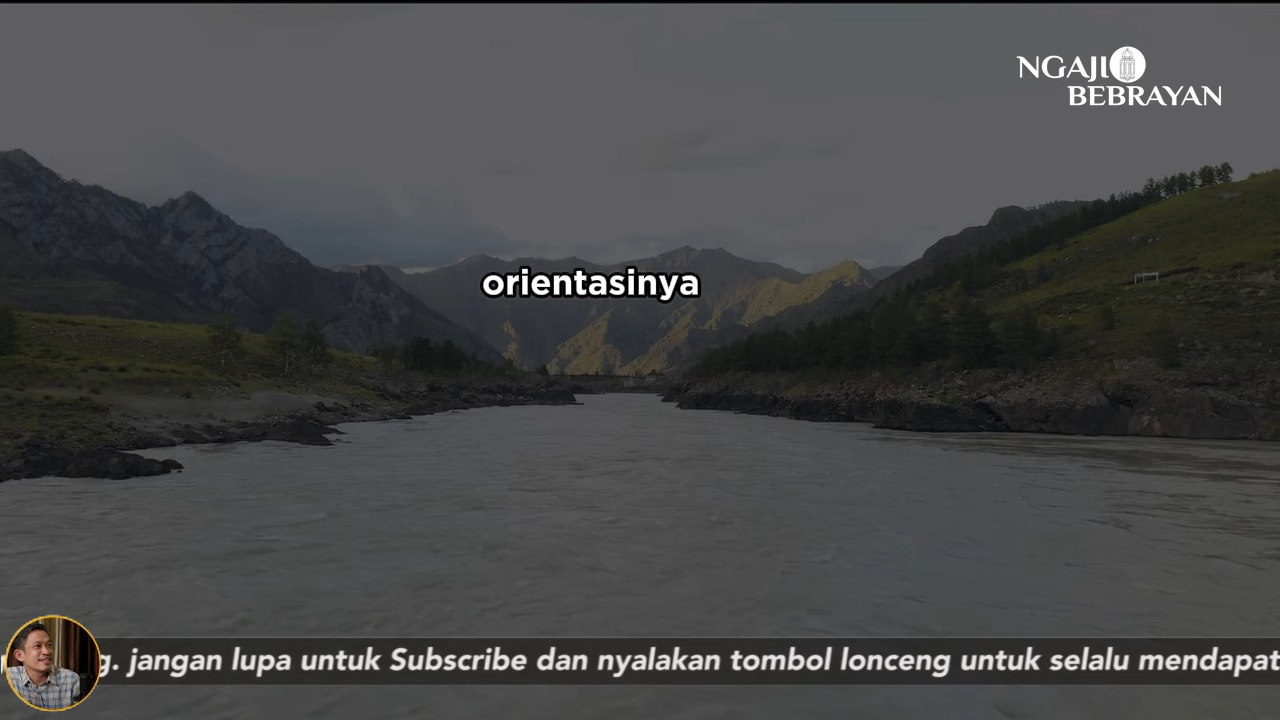 NGAJI
BEBRAYAN
orientasinya
g. jangan lupa untuk Subscribe dan nyalakan tombol lonceng untuk selalu mendapat